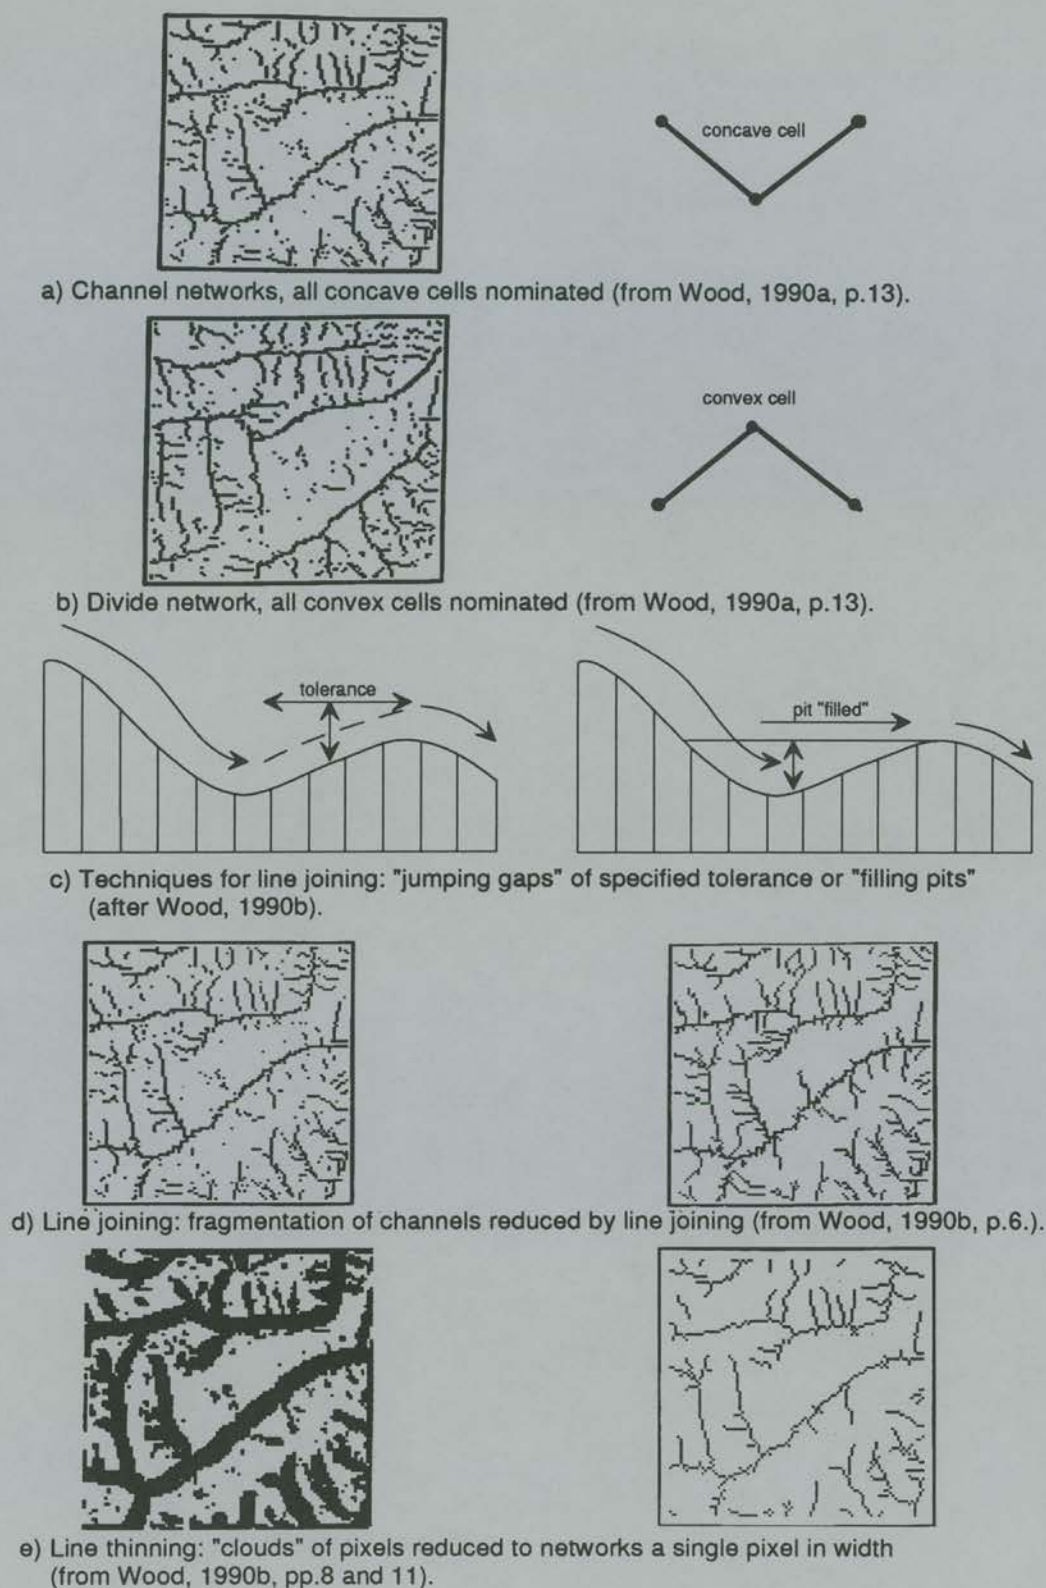 concave cell
a) Channel networks, all concave cells nominated (from Wood, 1990a, p.13).
convex cell
b) Divide network, all convex cells nominated (from Wood, 1990a, p.13).
tolerance
pit "filled"
c) Techniques for line joining: "jumping gaps" of specified tolerance or "filling pits"
(after Wood, 1990b).
d) Line joining: fragmentation of channels reduced by line joining (from Wood, 1990b, p.6.).
e) Line thinning: "clouds" of pixels reduced to networks a single pixel in width
(from Wood, 1990b, pp.8 and 11).